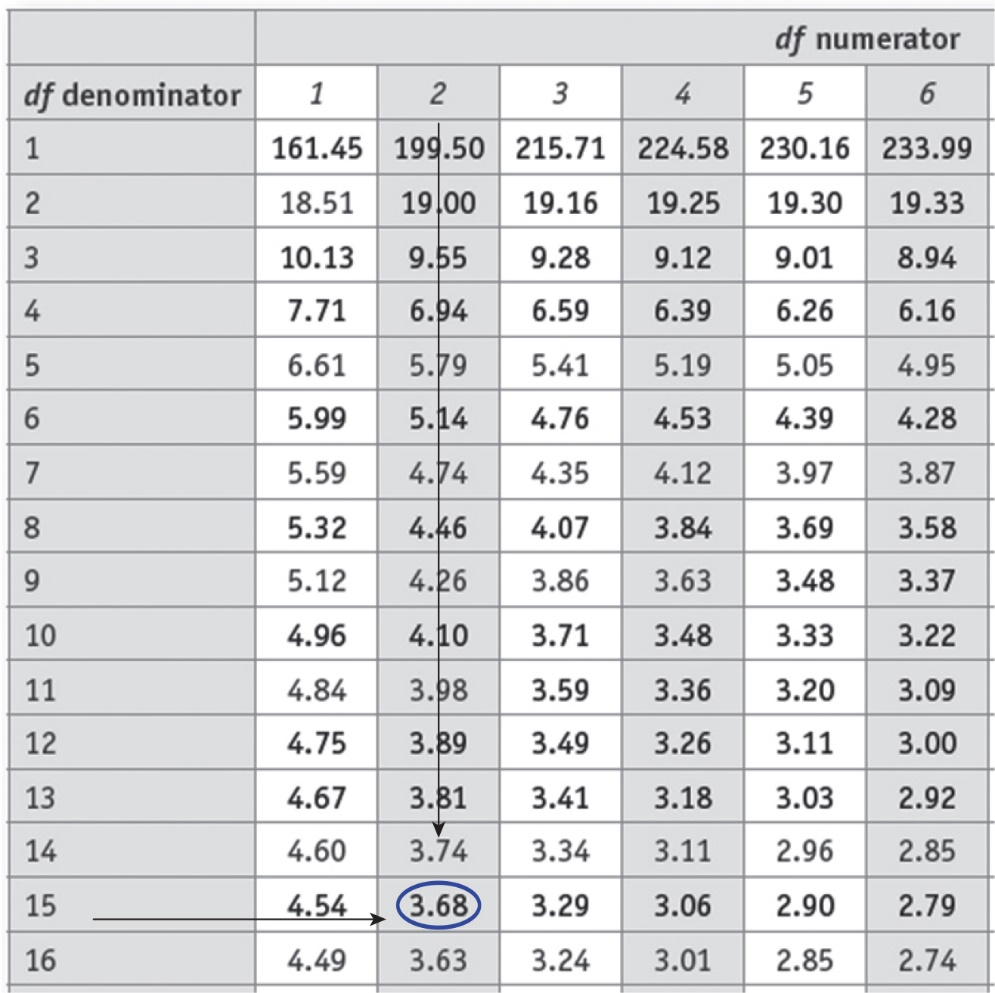 df numerator
df denominator 1 2 3 4 5 6
1 161.45 199.50 215.71 224.58 230.16 233.99
2 18.51 19.00 19.16 19.25 19.30 19.33
3 10.13 9.55 9.28 9.12 9.01 8.94
4 7.71 6.94 6.59 6.39 6.26 6.16
5 6.61 5.79 5.41 5.19 5.05 4.95
6 5.99 5.14 4.76 4.53 4.39 4.28
7 5.59 4.74 4.35 4.12 3.97 3.87
8 5.32 4.46 4.07 3.84 3.69 3.58
9 5.12 4.26 3.86 3.63 3.48 3.37
10 4.96 4.10 3.71 3.48 3.33 3.22
11 4.84 3.98 3.59 3.36 3.20 3.09
12 4.75 3.89 3.49 3.26 3.11 3.00
13 4.67 3.81 3.41 3.18 3.03 2.92
14 4.60 3.74 3.34 3.11 2.96 2.85
15 4.54 3.68 3.29 3.06 2.90 2.79
16 4.49 3.63 3.24 3.01 2.85 2.74